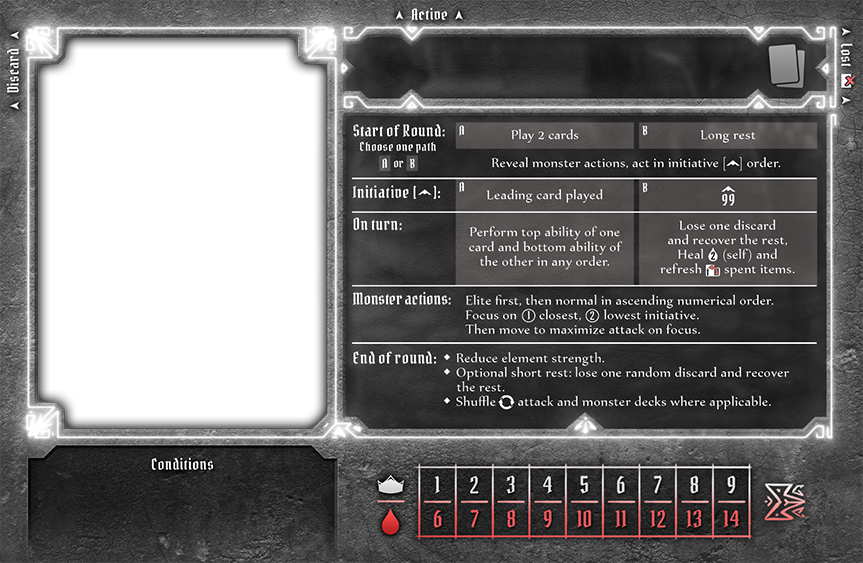 Active
Discard
Lost
Start of Round:
Choose one path
A or B
A Play 2 cards
B Long rest
Reveal monster actions, act in initiative [ ] order.
Initiative [ ]:
A Leading card played
B 99
On turn:
Perform top ability of one
card and bottom ability of
the other in any order.
Lose one discard
and recover the rest,
Heal 2 (self) and
refresh spent items.
Monster actions:
Elite first, then normal in ascending numerical order.
Focus on ① closest, ② lowest initiative.
Then move to maximize attack on focus.
End of round:
◆ Reduce element strength.
◆ Optional short rest: lose one random discard and recover
the rest.
◆ Shuffle attack and monster decks where applicable.
Conditions
1 2 3 4 5 6 7 8 9
6 7 8 9 10 11 12 13 14